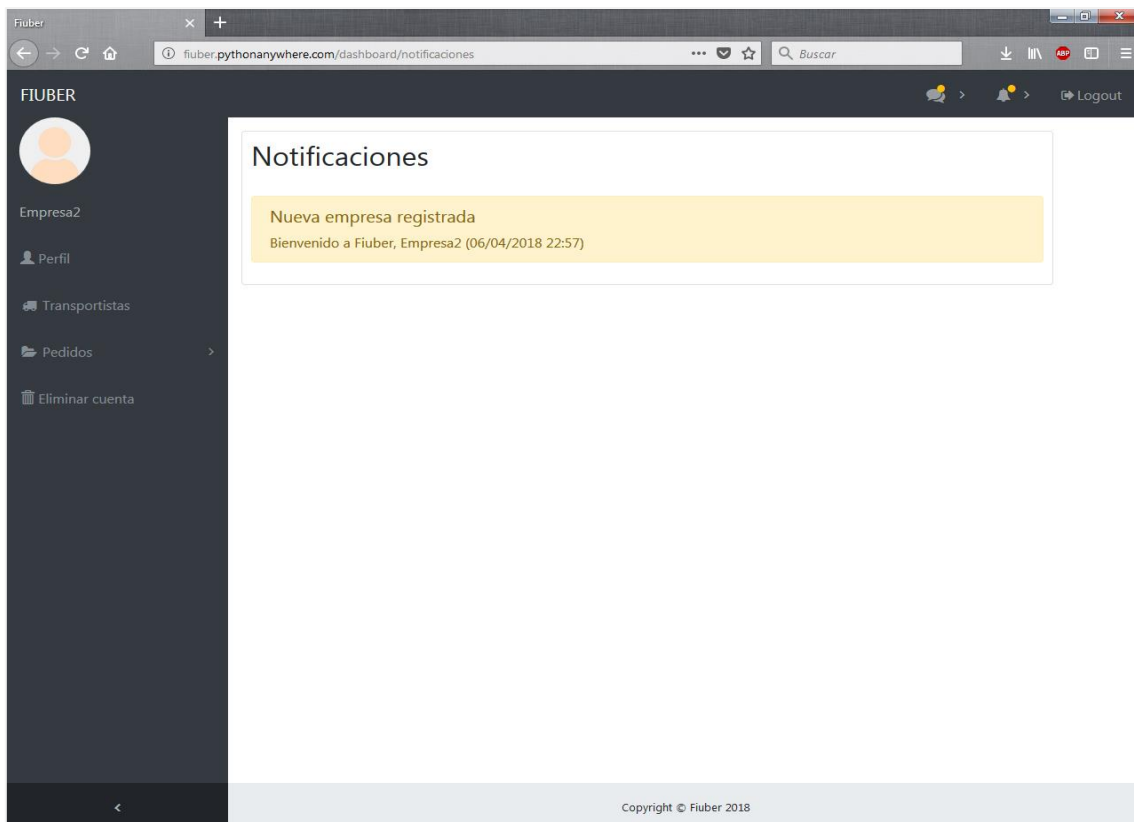 Fiuber
fiuber.pythonanywhere.com/dashboard/notificaciones
Buscar
ABP
FIUBER
Logout
Empresa2
Perfil
Transportistas
Pedidos
Eliminar cuenta
Notificaciones
Nueva empresa registrada
Bienvenido a Fiuber, Empresa2 (06/04/2018 22:57)
Copyright © Fiuber 2018